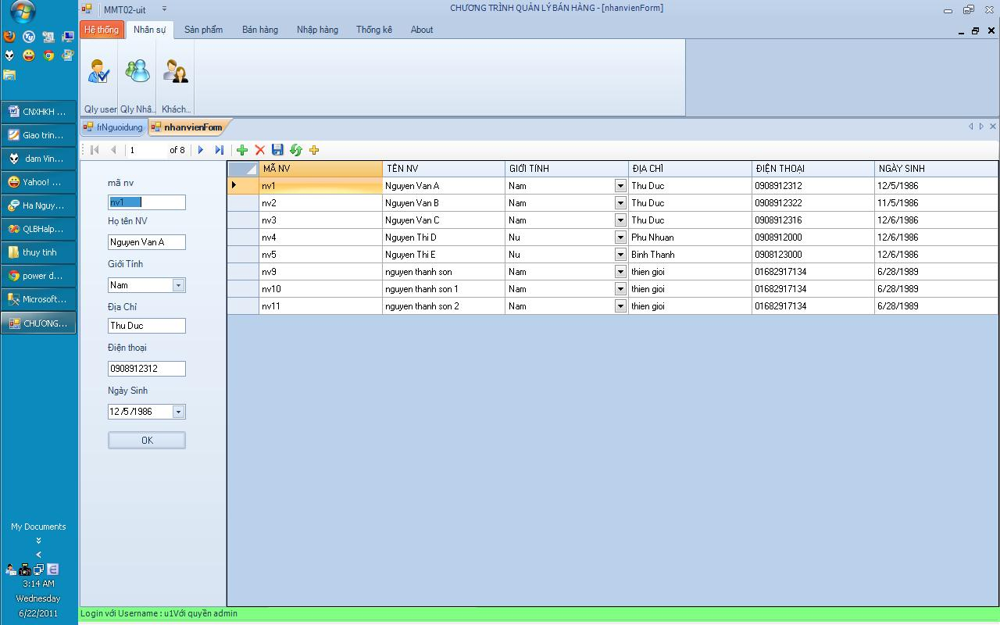 MMT02-uit
CHƯƠNG TRÌNH QUẢN LÝ BÁN HÀNG - [nhanvienForm]
Hệ thống Nhân sự Sản phẩm Bán hàng Nhập hàng Thống kê About
Qly user Qly Nhâ.. Khách...
frNguoidung nhanvienForm
1 of 8
mã nv
nv1
Họ tên NV
Nguyen Van A
Giới Tính
Nam
Địa Chỉ
Thu Duc
Điện thoại
0908912312
Ngày Sinh
12/5/1986
OK
MÃ NV TÊN NV GIỚI TÍNH ĐỊA CHỈ ĐIỆN THOẠI NGÀY SINH
nv1 Nguyen Van A Nam Thu Duc 0908912312 12/5/1986
nv2 Nguyen Van B Nam Thu Duc 0908912322 11/5/1986
nv3 Nguyen Van C Nam Thu Duc 0908912316 12/6/1986
nv4 Nguyen Thi D Nu Phu Nhuan 0908912000 12/6/1986
nv5 Nguyen Thi E Nu Binh Thanh 0908123000 12/6/1986
nv9 nguyen thanh son Nam thien gioi 01682917134 6/28/1989
nv10 nguyen thanh son 1 Nam thien gioi 01682917134 6/28/1989
nv11 nguyen thanh son 2 Nam thien gioi 01682917134 6/28/1989
CNXHKH ...
Giao trin...
dam Vin...
Yahoo! ...
Ha Nguy...
QLBHalp...
thuy tinh
power d...
Microsoft...
CHƯƠNG...
My Documents
3:14 AM
Wednesday
6/22/2011
Login với Username : u1Với quyền admin